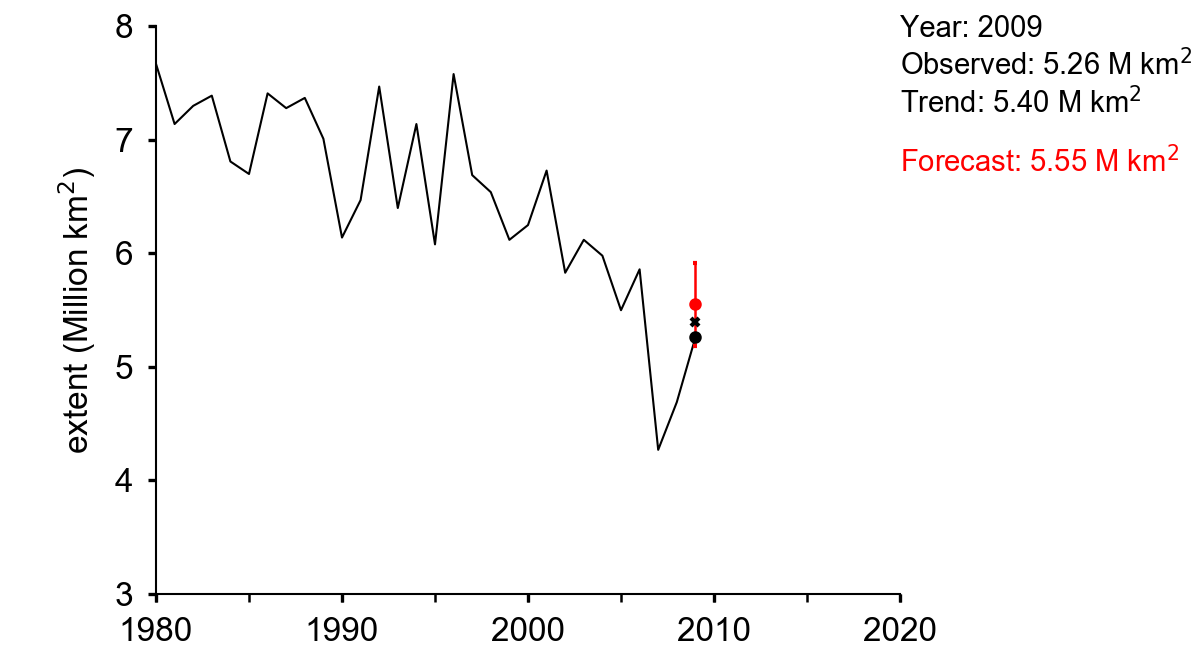 Year: 2009
Observed: 5.26 M km²
Trend: 5.40 M km²
Forecast: 5.55 M km²
extent (Million km²)
8
7
6
5
4
3
1980 1990 2000 2010 2020